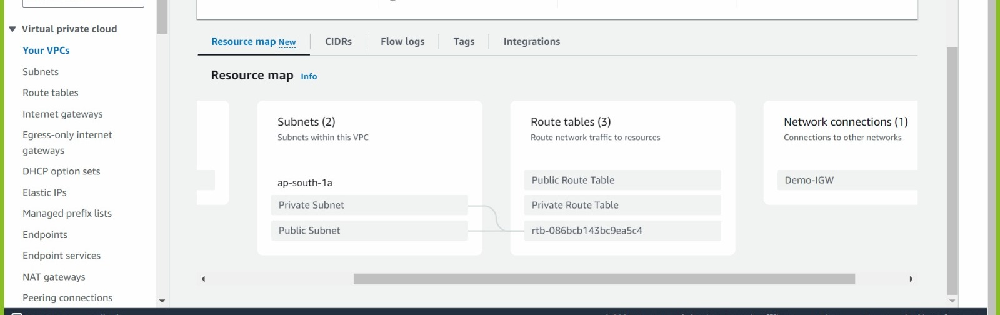 Virtual private cloud
Your VPCs
Subnets
Route tables
Internet gateways
Egress-only internet
gateways
DHCP option sets
Elastic IPs
Managed prefix lists
Endpoints
Endpoint services
NAT gateways
Peering connections
Resource map New
CIDRs
Flow logs
Tags
Integrations
Resource map Info
Subnets (2)
Subnets within this VPC
ap-south-1a
Private Subnet
Public Subnet
Route tables (3)
Route network traffic to resources
Public Route Table
Private Route Table
rtb-086bcb143bc9ea5c4
Network connections (1)
Connections to other networks
Demo-IGW